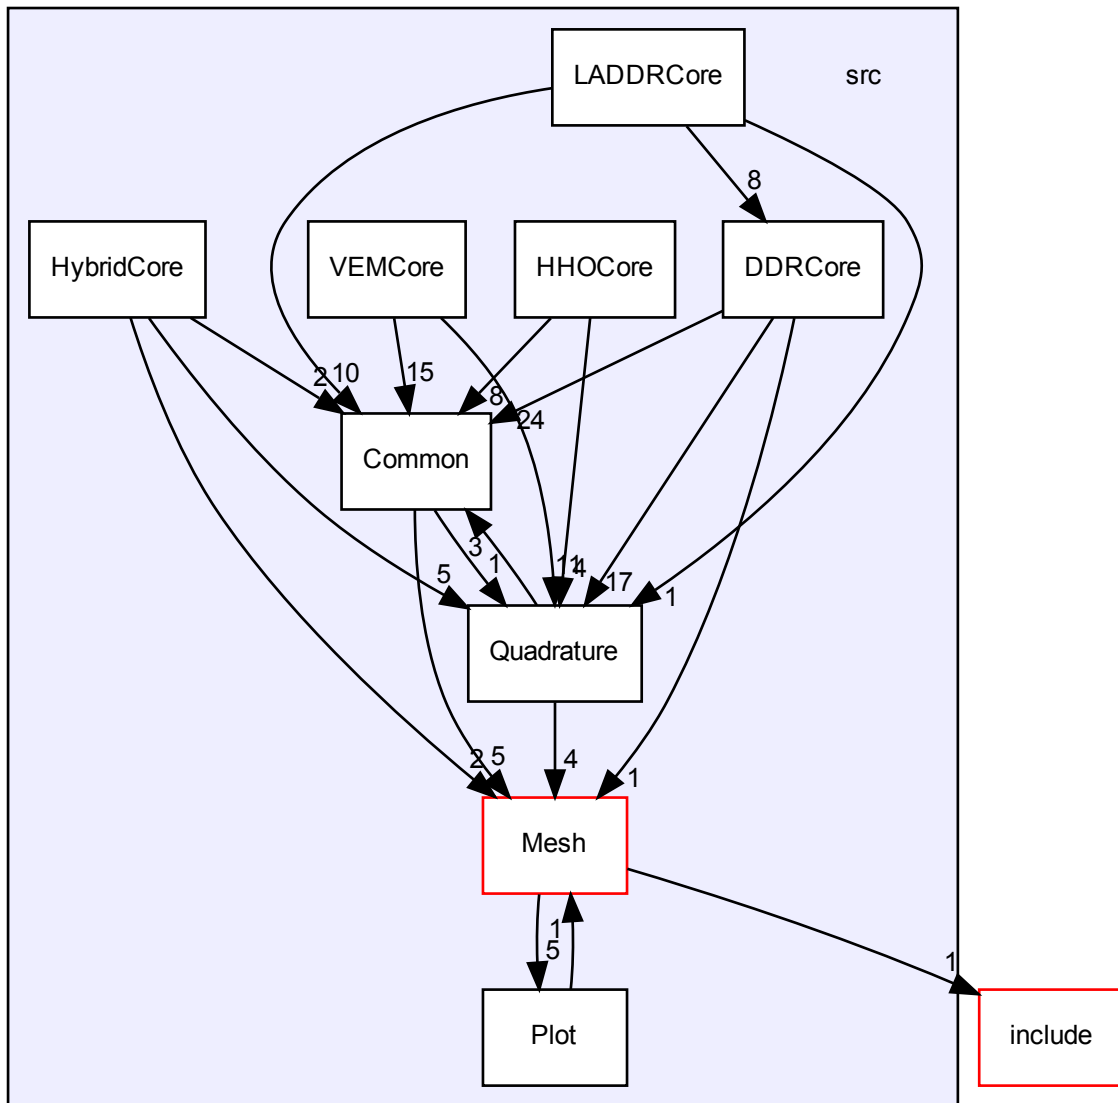 LADDRCore
src
8
HybridCore
VEMCore
HHOCore
DDRCore
2
10
15
8
24
Common
3
1
5
11
4
17
1
Quadrature
2
5
4
1
Mesh
1
5
1
Plot
include